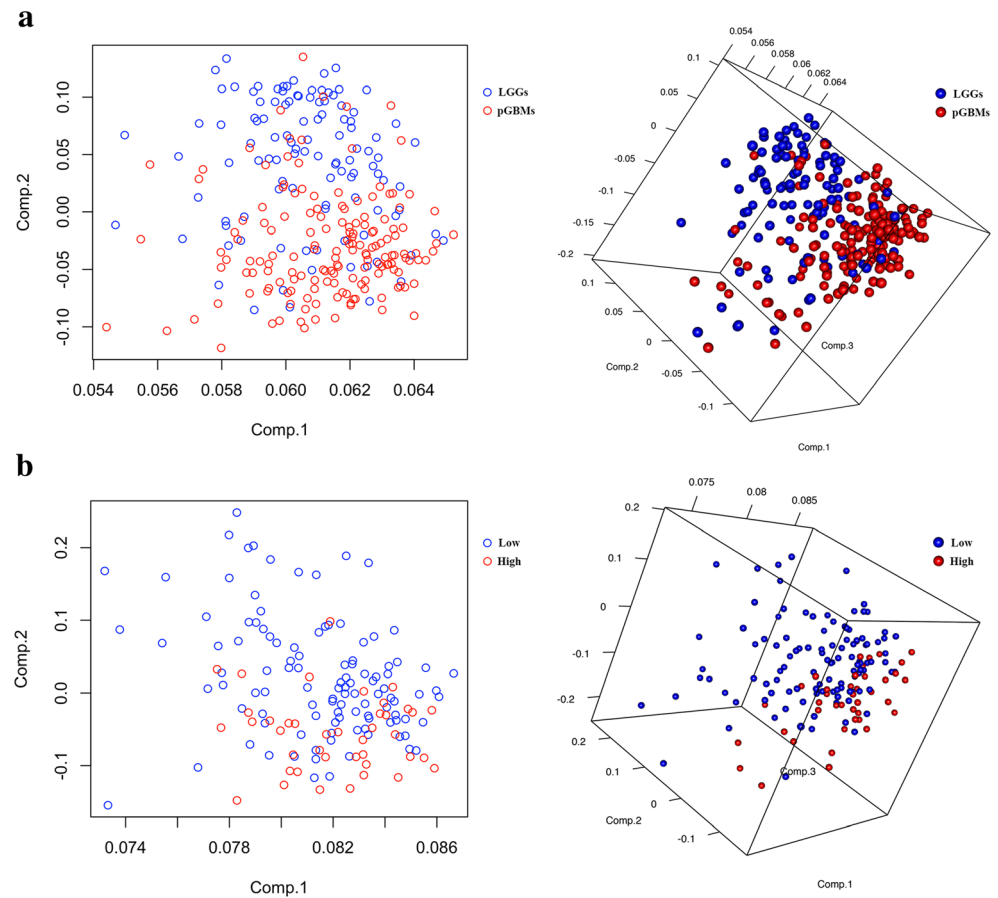 a
Comp.2
0.10
0.05
0.00
-0.05
-0.10
0.054 0.056 0.058 0.060 0.062 0.064
Comp.1
LGGs
pGBMs
0.054
0.056
0.058
0.06
0.062
0.064
0.1
0.05
0
-0.05
-0.1
-0.15
-0.2
0.1
0.05
0
-0.05
-0.1
Comp.2
Comp.3
Comp.1
LGGs
pGBMs
b
Comp.2
0.2
0.1
0.0
-0.1
0.074 0.078 0.082 0.086
Comp.1
Low
High
0.075
0.08
0.085
0.2
0.1
0
-0.1
-0.2
0.2
0.1
0
-0.1
Comp.2
Comp.3
Comp.1
Low
High